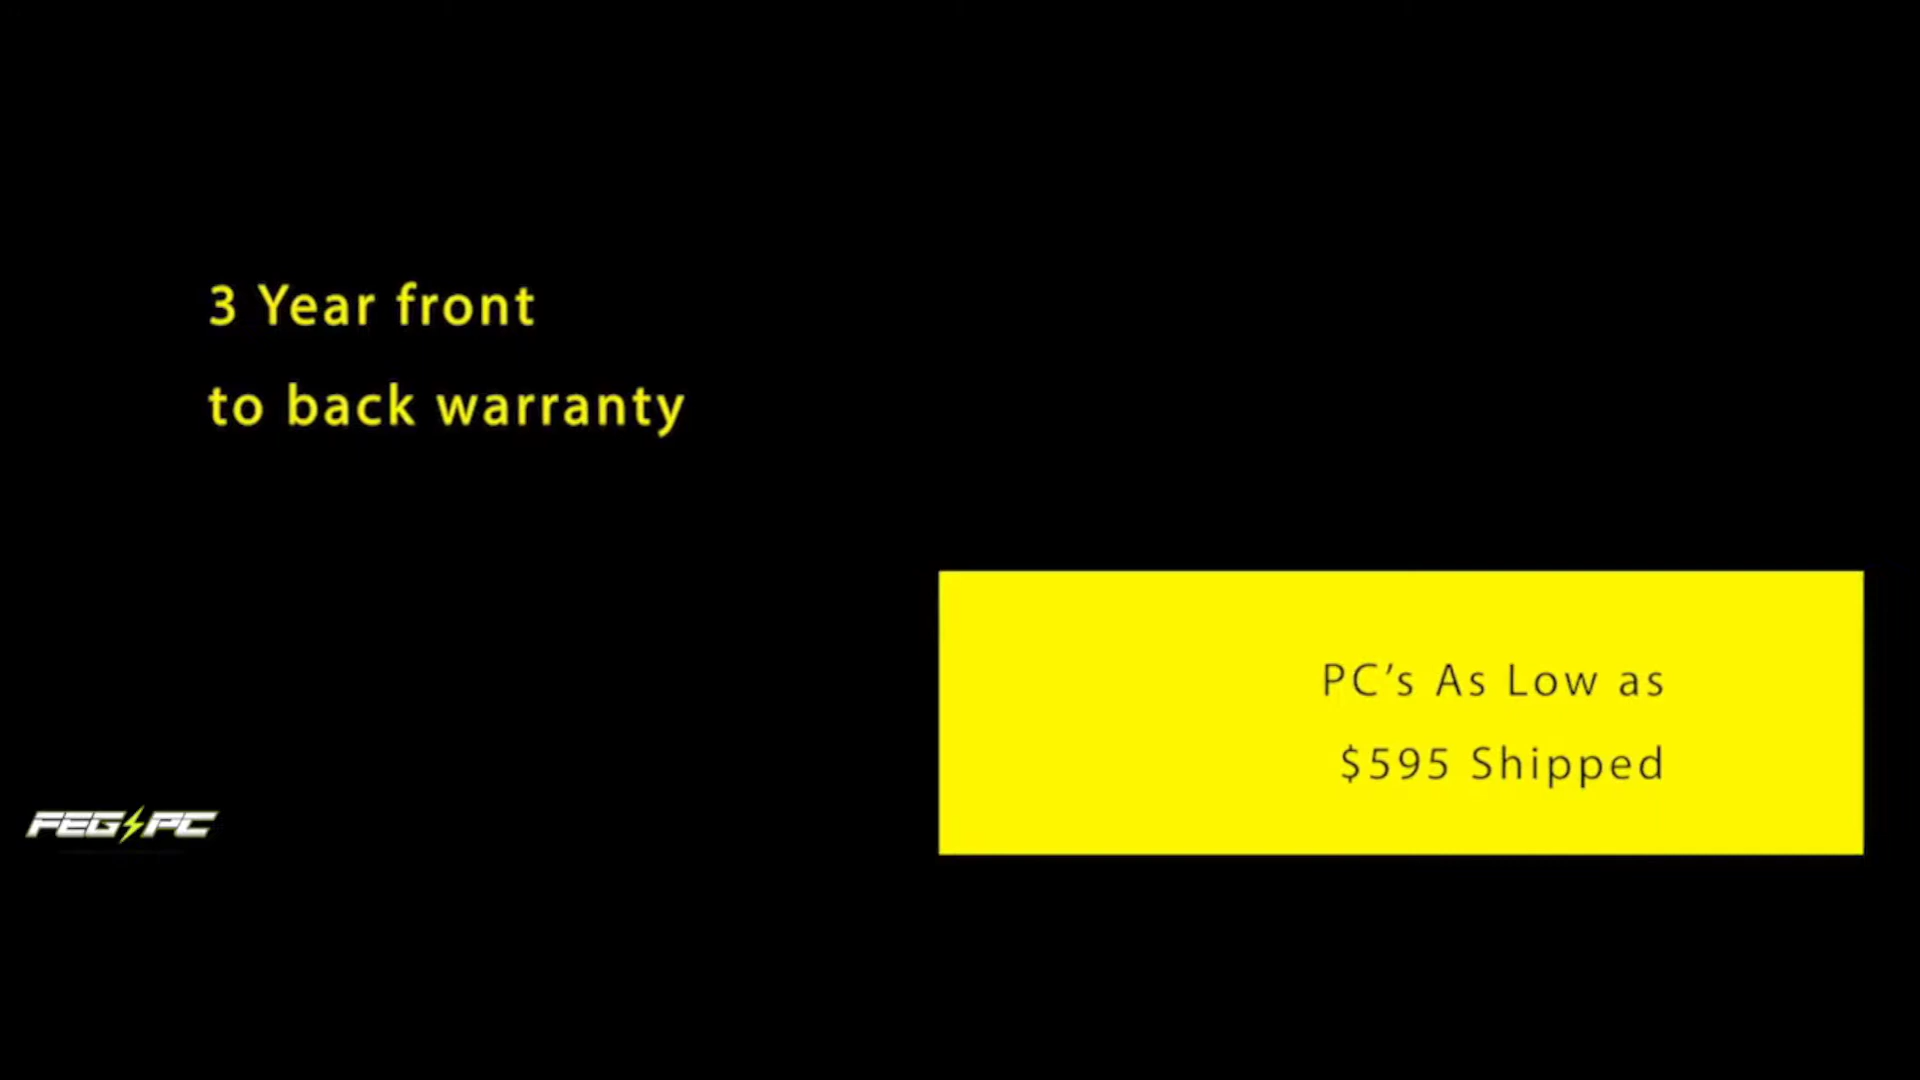 3 Year front
to back warranty
PC’s As Low as
$595 Shipped
FEG PC